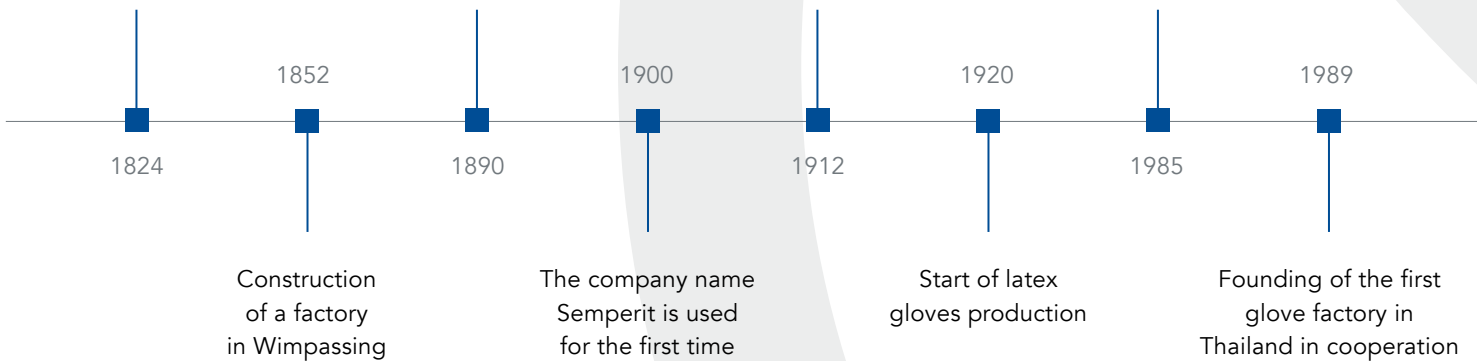 1852
1900
1920
1989
1824
1890
1912
1985
Construction
of a factory
in Wimpassing
The company name
Semperit is used
for the first time
Start of latex
gloves production
Founding of the first
glove factory in
Thailand in cooperation